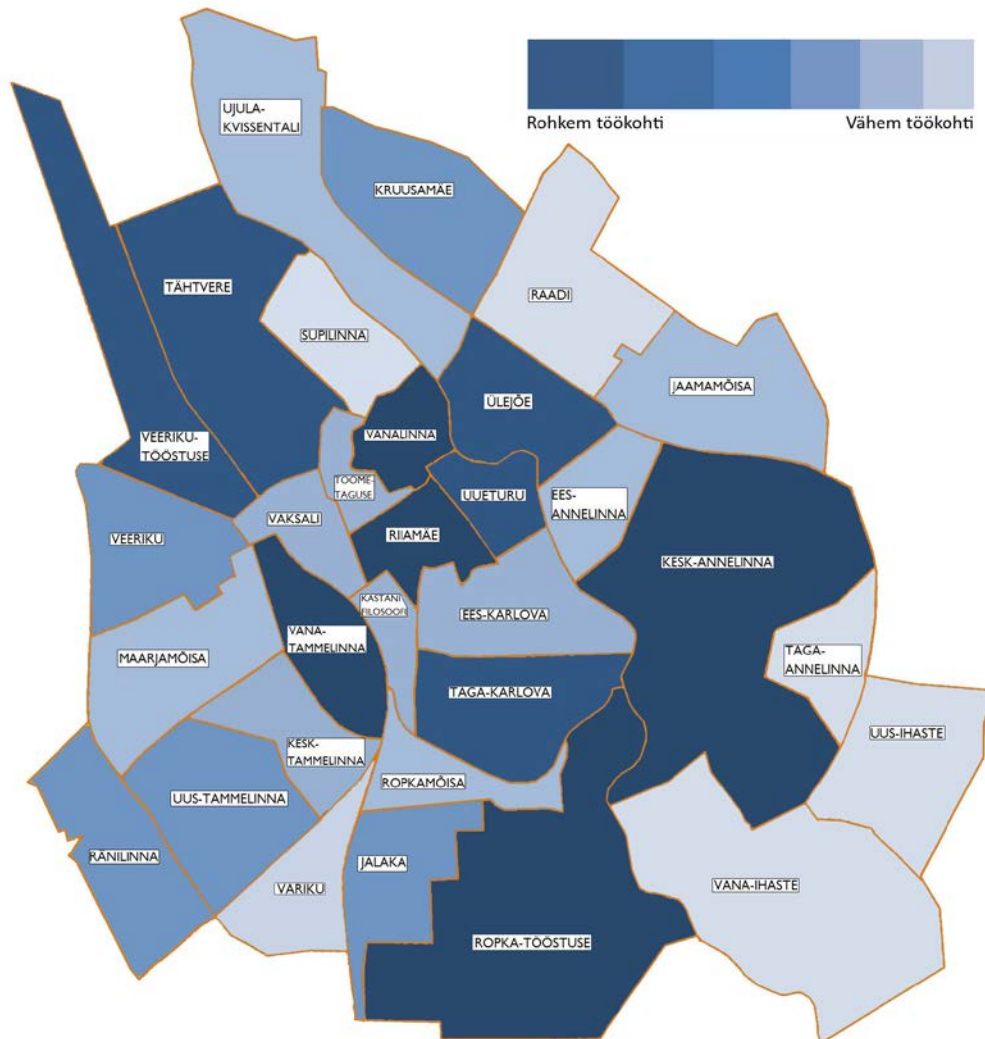 UJULA-
KVISSENTALI
Rohkem töökohti
Vähem töökohti
KRUUSAMÄE
TÄHTVERE
RAADI
SUPILINNA
JAAMAMÕISA
ÜLEJÕE
VANALINNA
VEERIKU-
TÖÖSTUSE
TOOME-
TAGUSE
UUETURU
EES-
ANNELINNA
VAKSALI
RIIAMÄE
VEERIKU
KESK-ANNELINNA
KASTANI
FILOSOOFI
EES-KARLOVA
VANA-
TAMMELINNA
MAARJAMÕISA
TAGA-
ANNELINNA
TAGA-KARLOVA
UUS-IHASTE
KESK-
TAMMELINNA
ROPKAMÕISA
UUS-TAMMELINNA
RÄNILINNA
JALAKA
VARIKU
VANA-IHASTE
ROPKA-TÖÖSTUSE